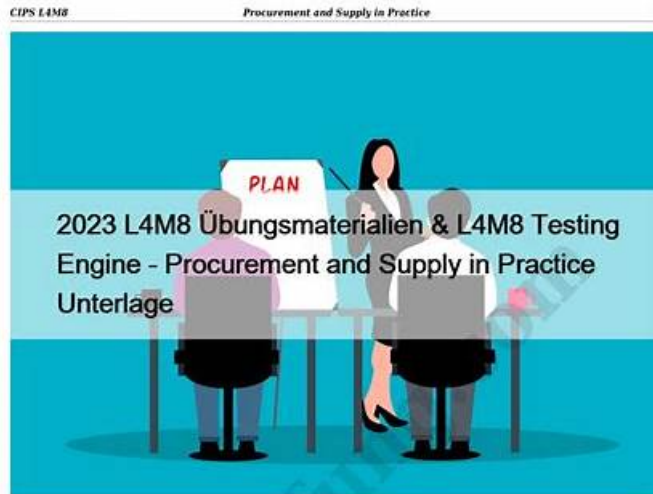 CIPS L4M8
Procurement and Supply in Practice
PLAN
2023 L4M8 Übungsmaterialien & L4M8 Testing
Engine - Procurement and Supply in Practice
Unterlage